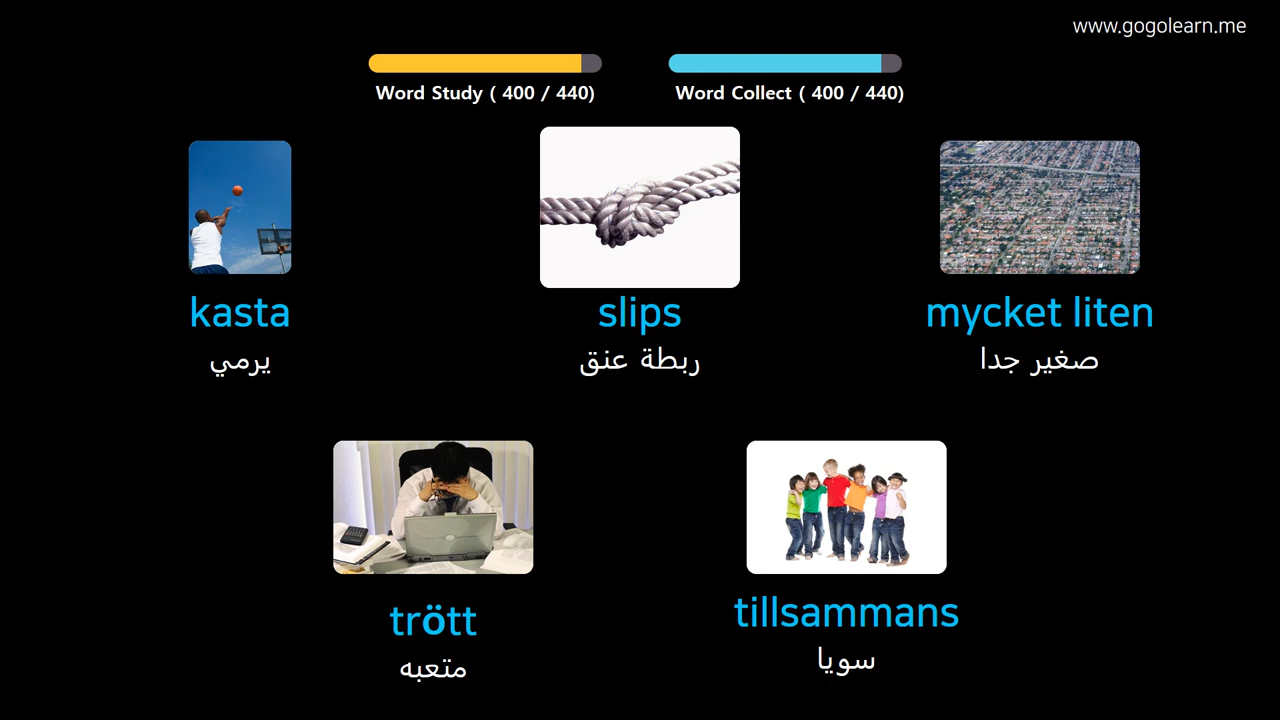 www.gogolearn.me
Word Study ( 400 / 440)
Word Collect ( 400 / 440)
kasta
يرمي
slips
ربطة عنق
mycket liten
صغير جدا
trött
متعبه
tillsammans
سويا